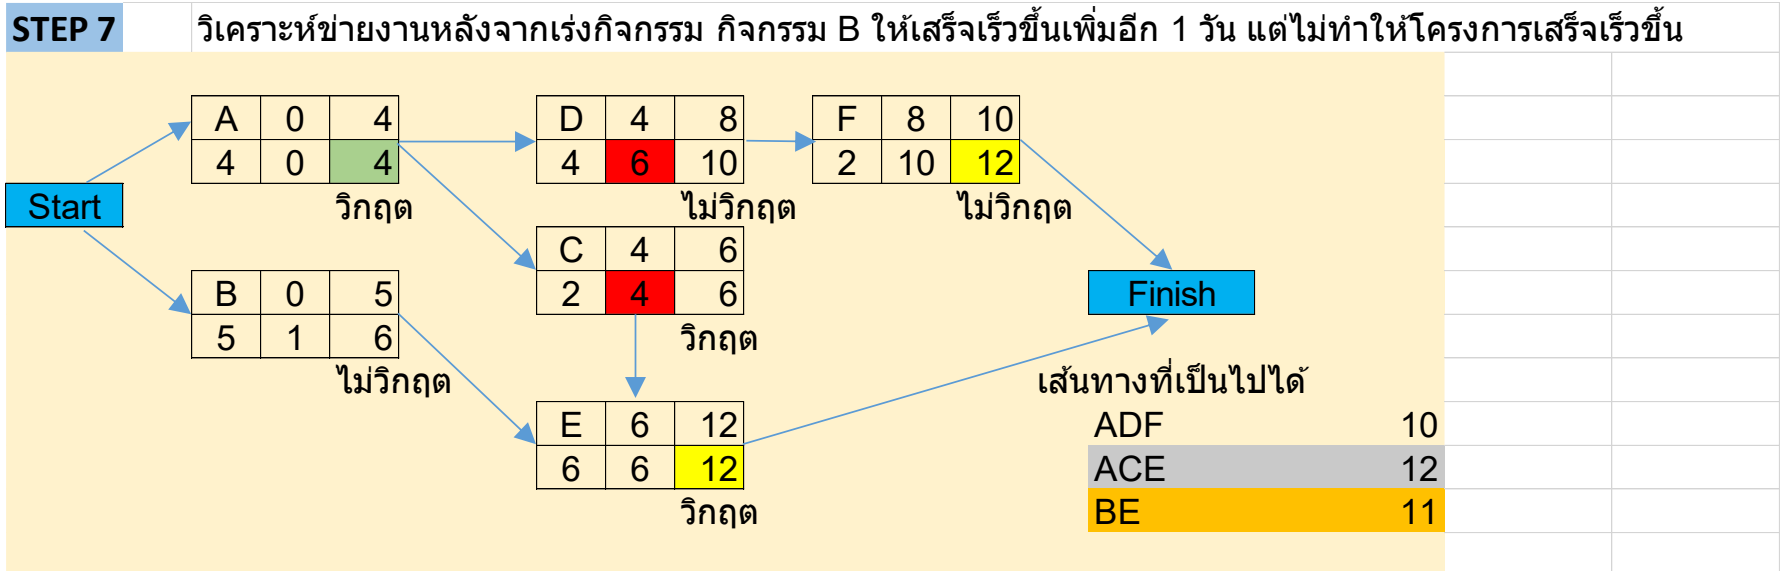 STEP 7 วิเคราะห์ข่ายงานหลังจากเร่งกิจกรรม กิจกรรม B ให้เสร็จเร็วขึ้นเพิ่มอีก 1 วัน แต่ไม่ทำให้โครงการเสร็จเร็วขึ้น
A 0 4
4 0 4
วิกฤต
D 4 8
4 6 10
ไม่วิกฤต
F 8 10
2 10 12
ไม่วิกฤต
Start
C 4 6
2 4 6
วิกฤต
B 0 5
5 1 6
ไม่วิกฤต
Finish
E 6 12
6 6 12
วิกฤต
เส้นทางที่เป็นไปได้
ADF 10
ACE 12
BE 11